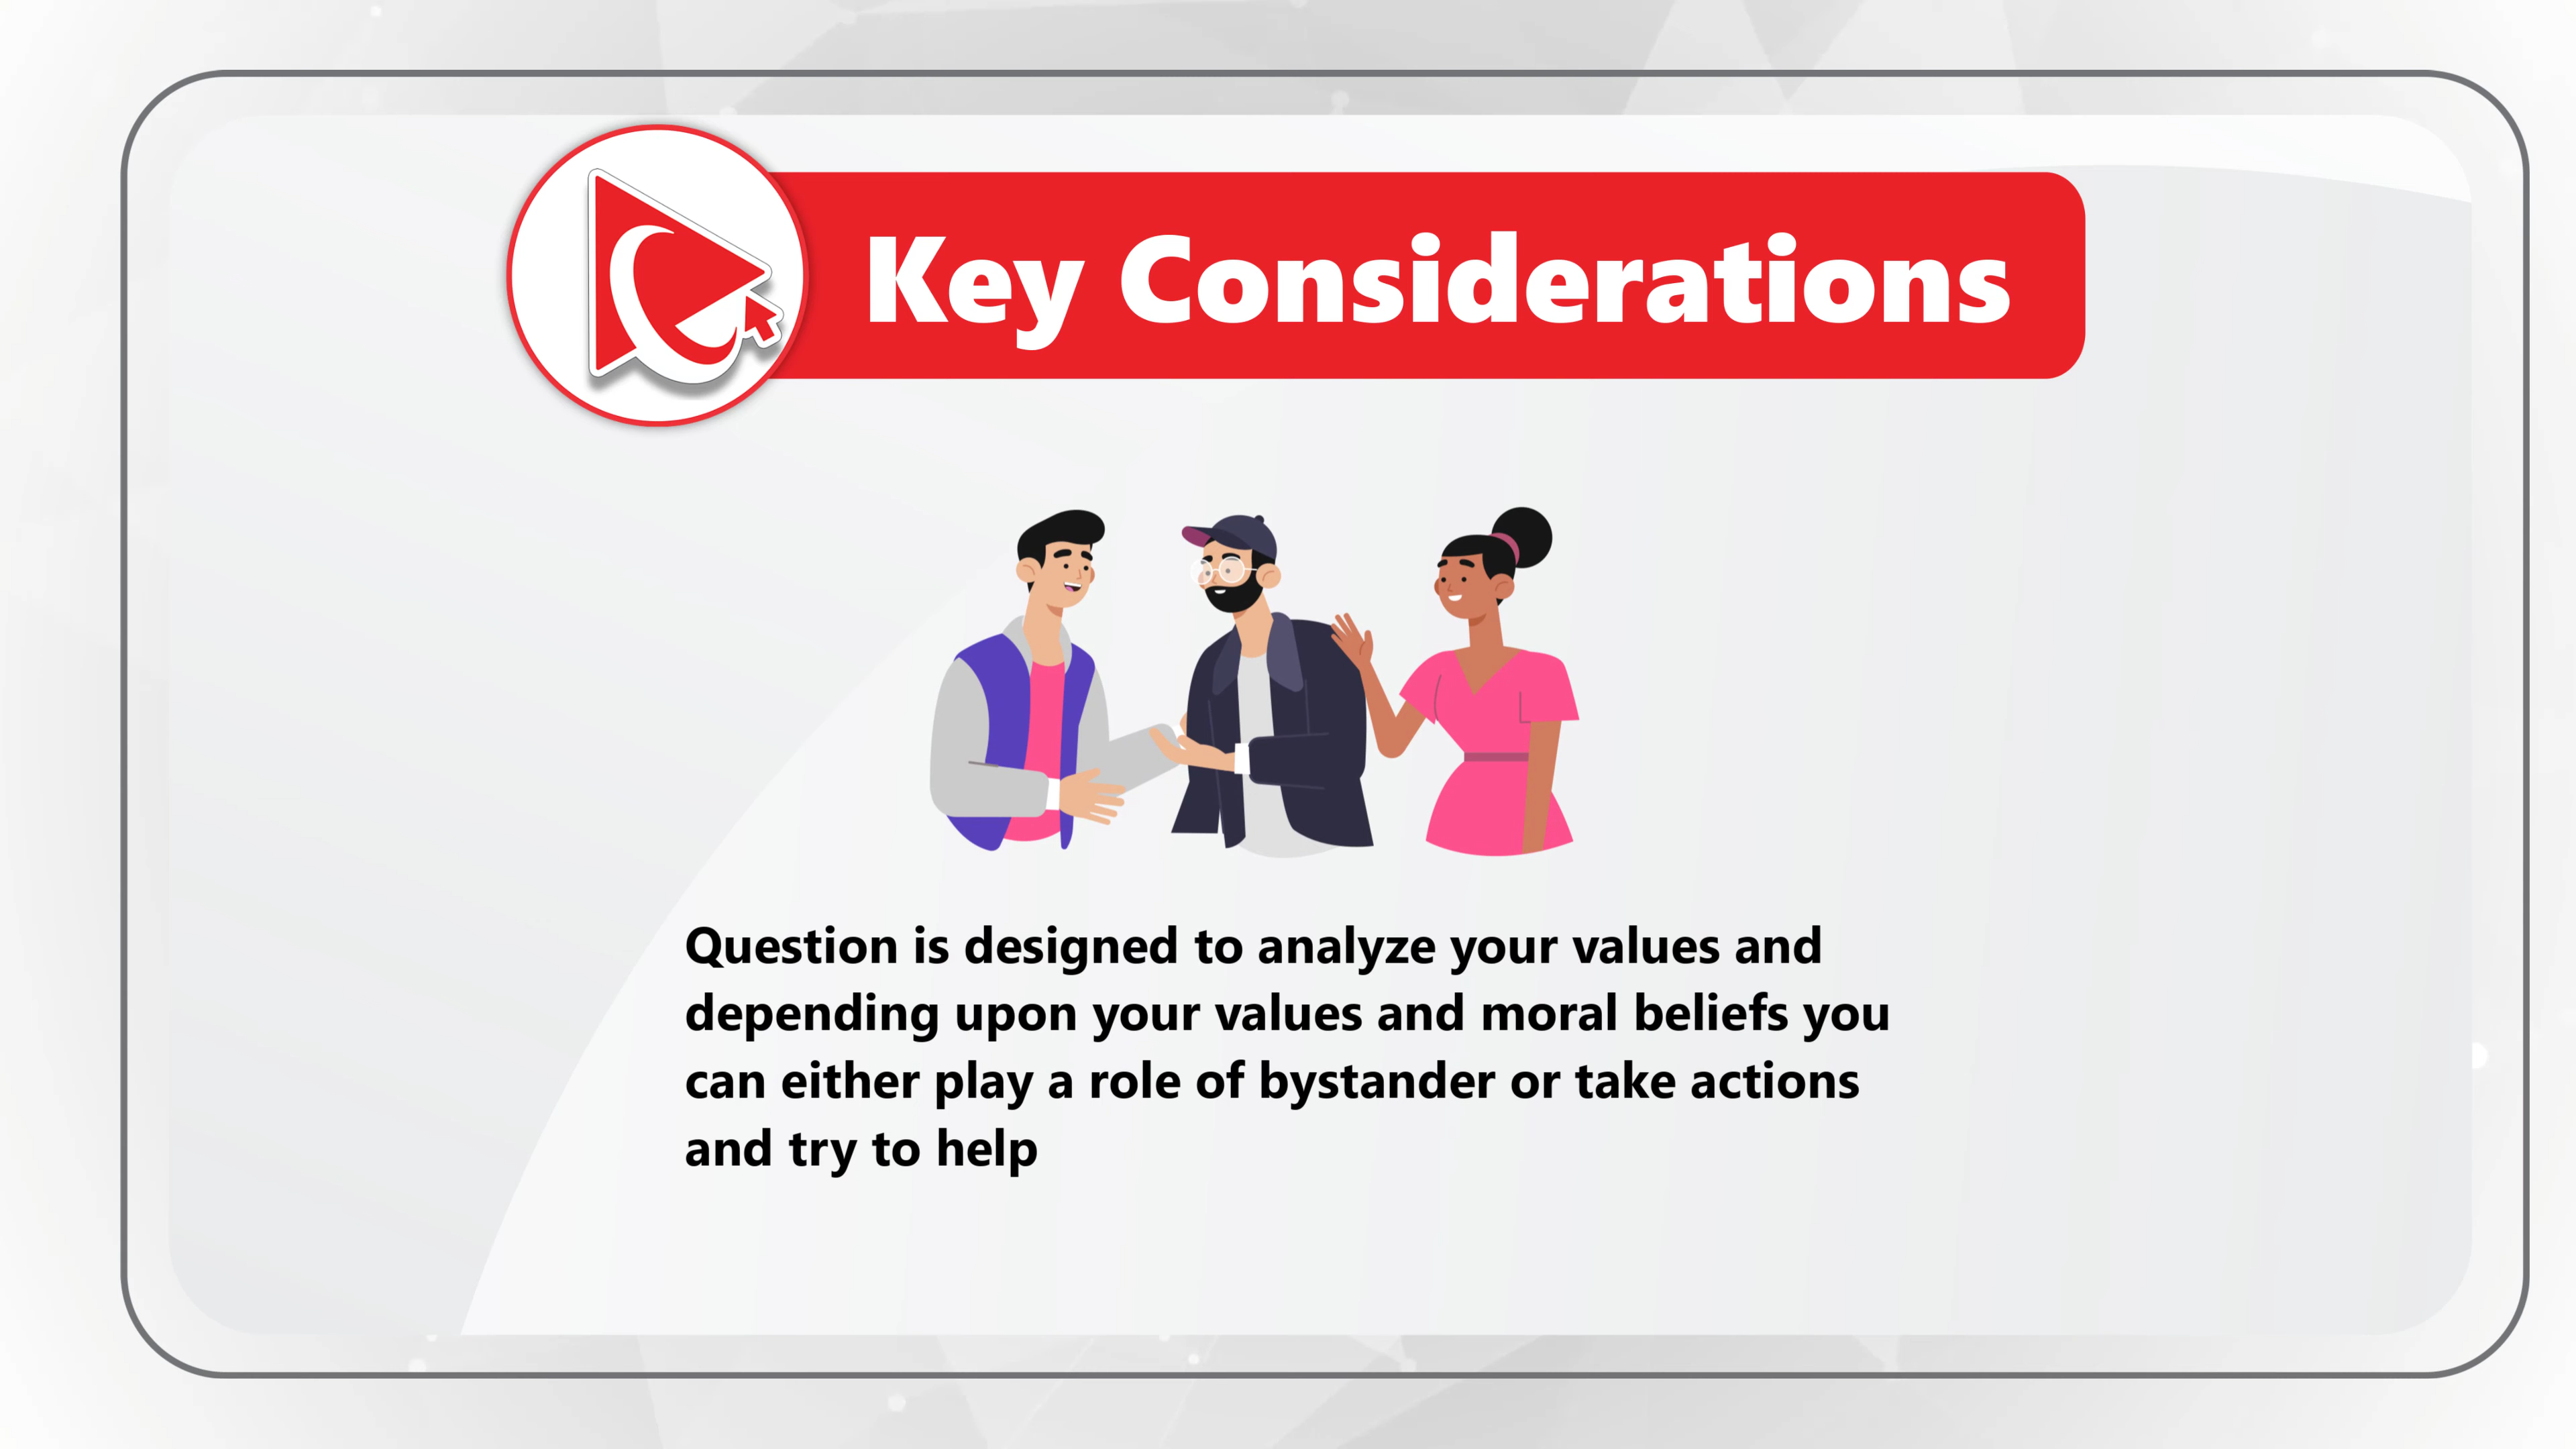 Key Considerations
Question is designed to analyze your values and
depending upon your values and moral beliefs you
can either play a role of bystander or take actions
and try to help